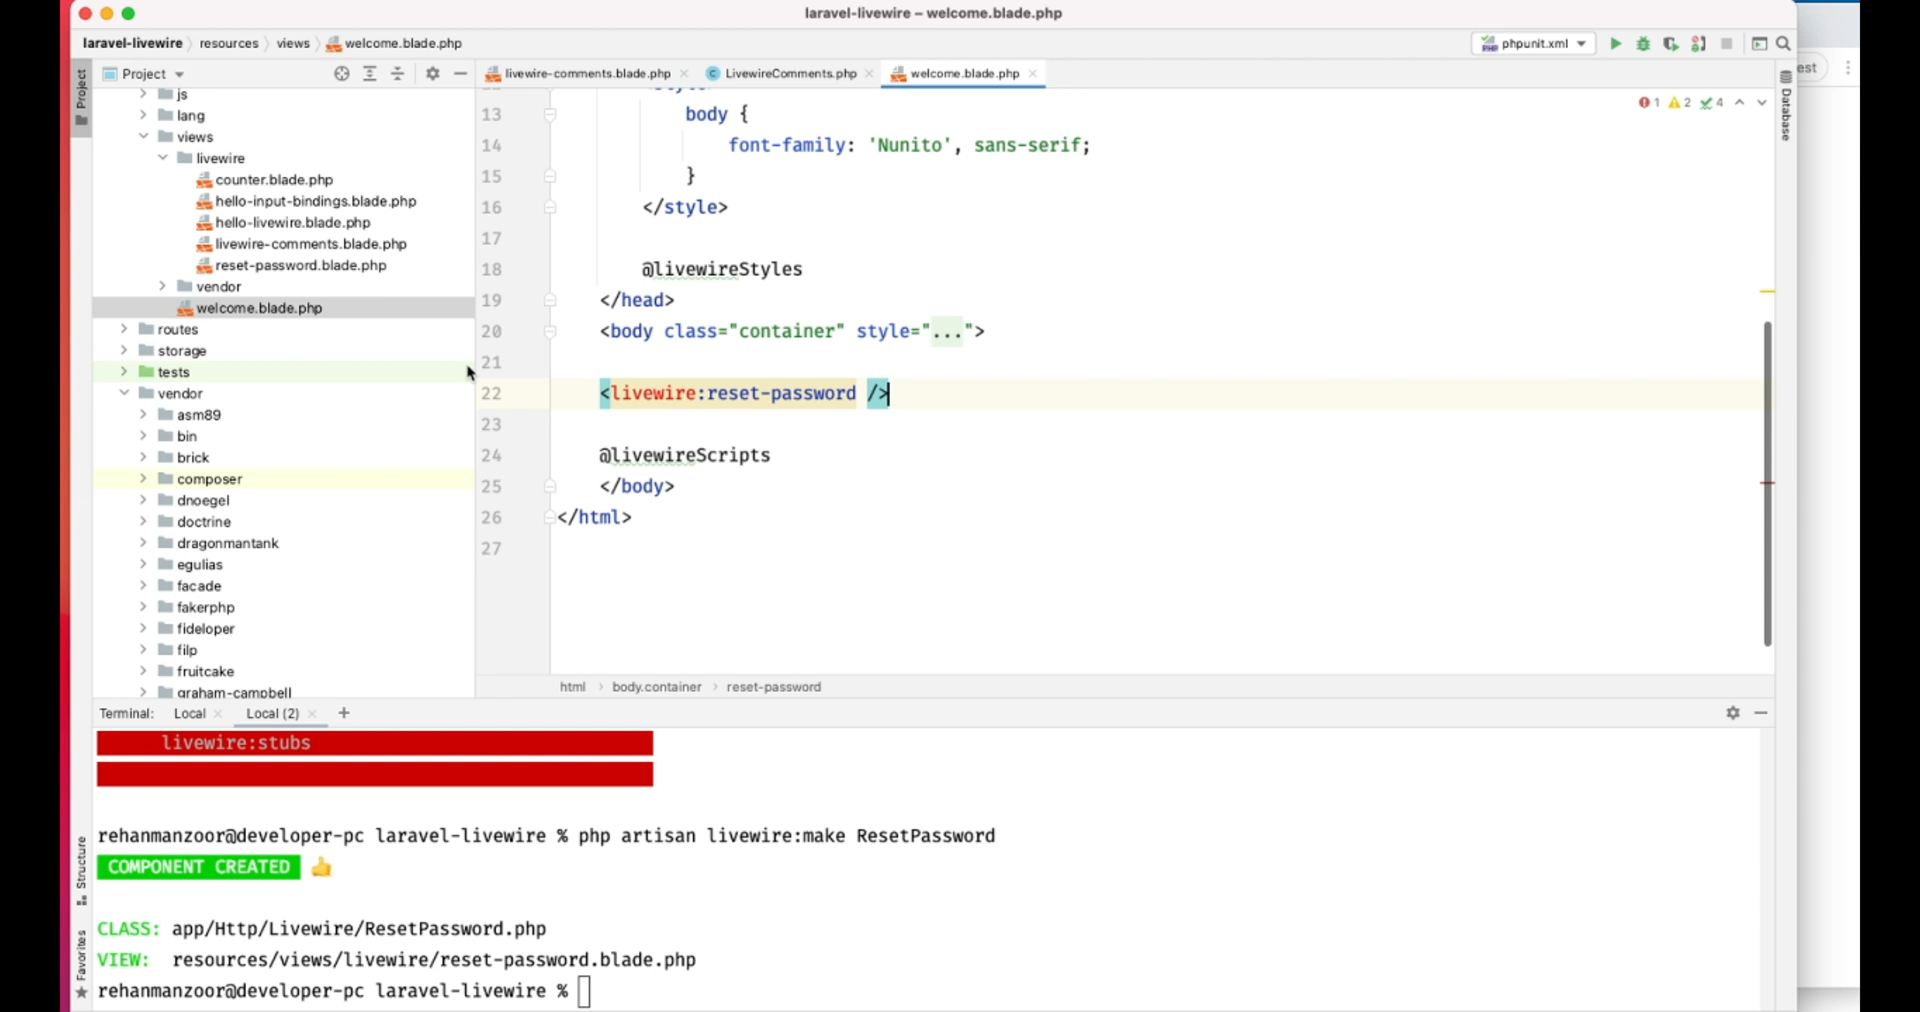 laravel-livewire – welcome.blade.php
laravel-livewire resources views welcome.blade.php
phpunit.xml
Project
livewire-comments.blade.php
LivewireComments.php
welcome.blade.php
est
Project
Database
js
lang
views
livewire
counter.blade.php
hello-input-bindings.blade.php
hello-livewire.blade.php
livewire-comments.blade.php
reset-password.blade.php
vendor
welcome.blade.php
routes
storage
tests
vendor
asm89
bin
brick
composer
dnoegel
doctrine
dragonmantank
egulias
facade
fakerphp
fideloper
filp
fruitcake
graham-campbell
1 2 4
13 body {
14 font-family: 'Nunito', sans-serif;
15 }
16 </style>
17
18 @livewireStyles
19 </head>
20 <body class="container" style="...">
21
22 <livewire:reset-password />
23
24 @livewireScripts
25 </body>
26 </html>
27
html body.container reset-password
Terminal: Local Local (2) +
livewire:stubs
rehanmanzoor@developer-pc laravel-livewire % php artisan livewire:make ResetPassword
COMPONENT CREATED 👍
CLASS: app/Http/Livewire/ResetPassword.php
VIEW: resources/views/livewire/reset-password.blade.php
rehanmanzoor@developer-pc laravel-livewire %
Structure
Favorites